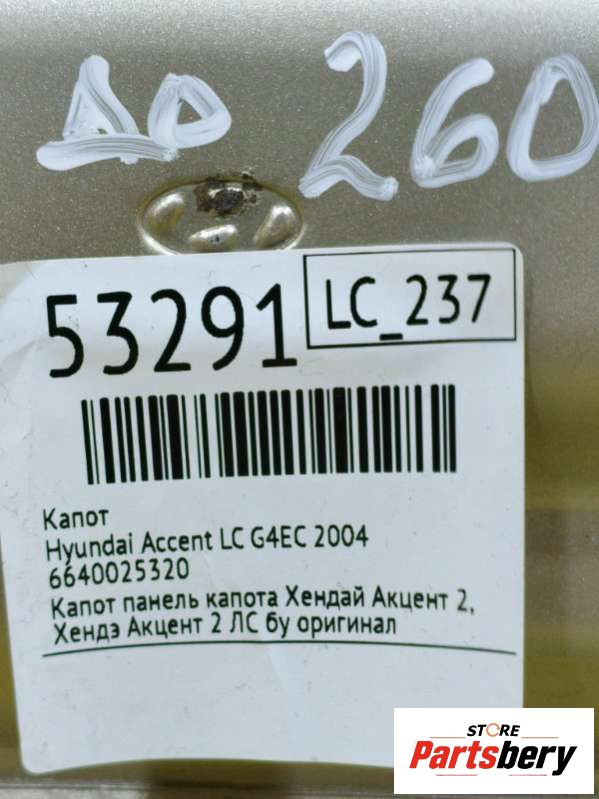 до 260
53291
LC_237
Капот
Hyundai Accent LC G4EC 2004
6640025320
Капот панель капота Хендай Акцент 2,
Хендэ Акцент 2 ЛС бу оригинал
STORE
Partsbery